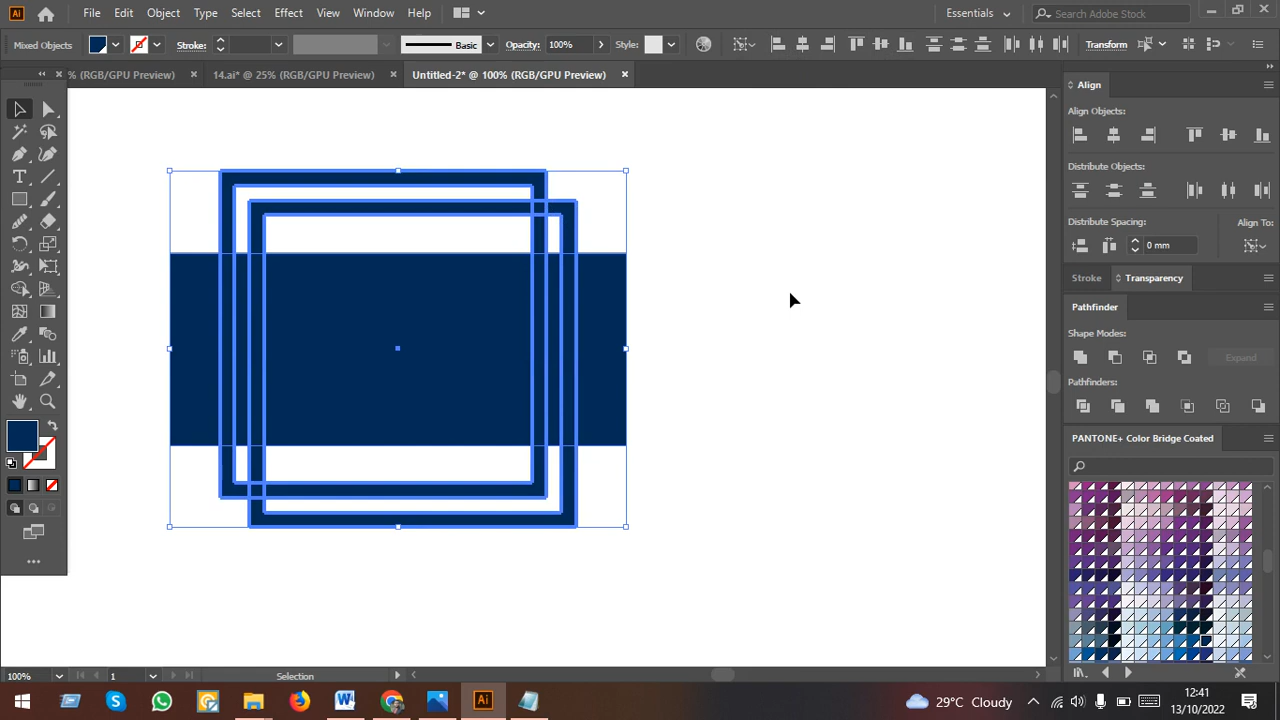 Ai File Edit Object Type Select Effect View Window Help Essentials Search Adobe Stock
Mixed Objects Stroke: Basic Opacity: 100% Style: Transform
% (RGB/GPU Preview) × 14.ai* @ 25% (RGB/GPU Preview) × Untitled-2* @ 100% (RGB/GPU Preview) ×
Align
Align Objects:
Distribute Objects:
Distribute Spacing: Align To:
0 mm
Stroke Transparency
Pathfinder
Shape Modes:
Expand
Pathfinders:
PANTONE+ Color Bridge Coated
100% 1 Selection
Ai 29°C Cloudy 12:41
13/10/2022